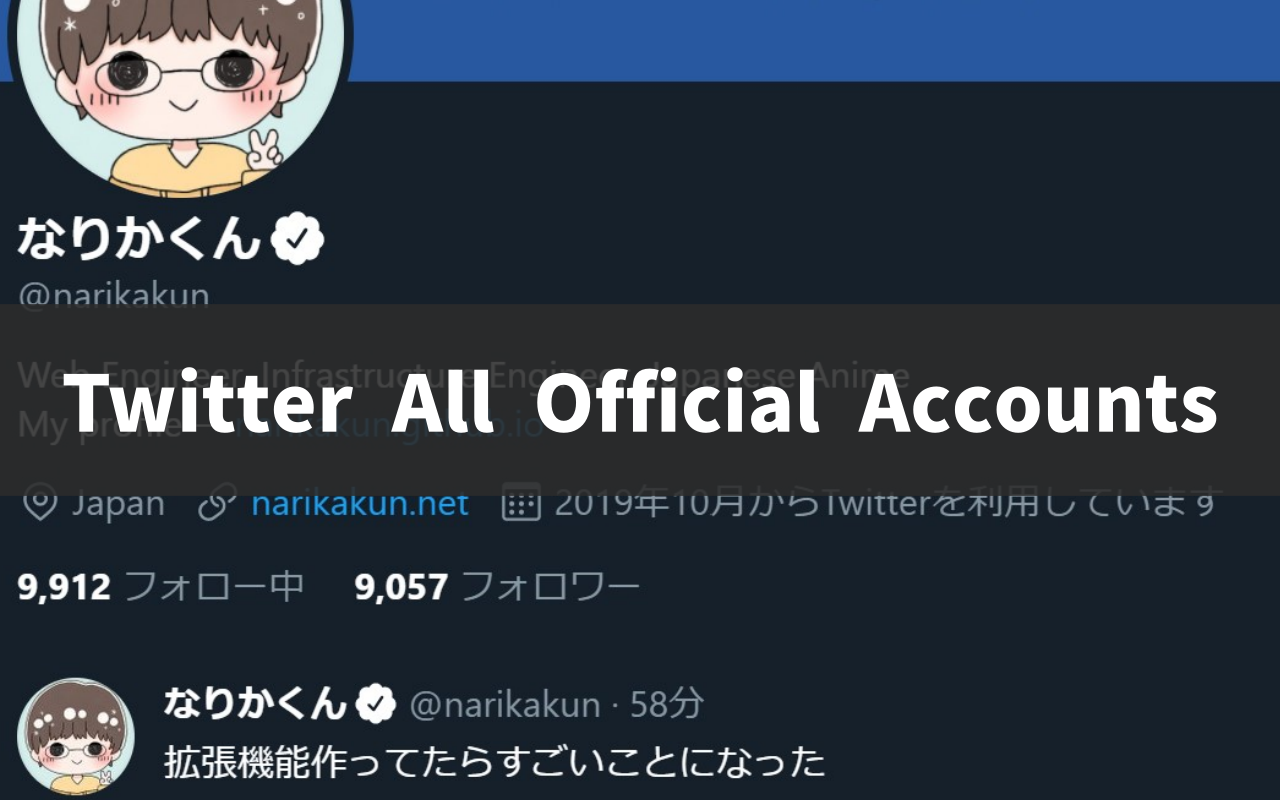 なりかくん
@narikakun
Web Engineer, Infrastructure Engineer, Japanese Anime
Twitter All Official Accounts
My profile → narikakun.github.io
Japan narikakun.net 2019年10月からTwitterを利用しています
9,912 フォロー中 9,057 フォロワー
なりかくん @narikakun · 58分
拡張機能作ってたらすごいことになった